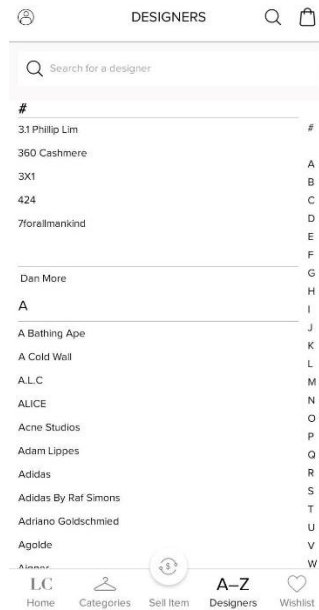 DESIGNERS
Search for a designer
#
3.1 Phillip Lim
360 Cashmere
3X1
424
7forallmankind
Dan More
A
A Bathing Ape
A Cold Wall
A.L.C
ALICE
Acne Studios
Adam Lippes
Adidas
Adidas By Raf Simons
Adriano Goldschmied
Agolde
#
A
B
C
D
E
F
G
H
I
J
K
L
M
N
O
P
Q
R
S
T
U
V
W
$
LC
Home
Categories
Sell Item
A–Z
Designers
Wishlist